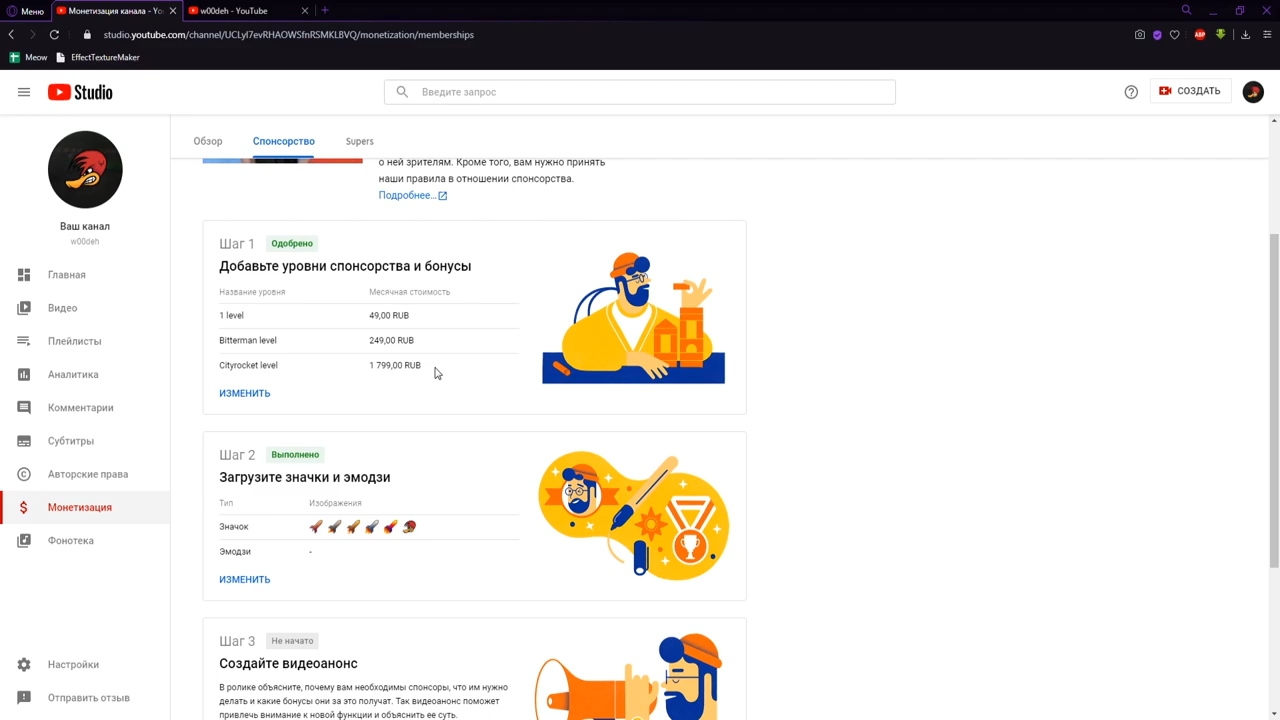 Меню
Монетизация канала - Yo
w00deh - YouTube
studio.youtube.com/channel/UCLyl7evRHAOWSfnRSMKLBVQ/monetization/memberships
ABP
Meow
EffectTextureMaker
Studio
Введите запрос
СОЗДАТЬ
Ваш канал
w00deh
Главная
Видео
Плейлисты
Аналитика
Комментарии
Субтитры
Авторские права
Монетизация
Фонотека
Настройки
Отправить отзыв
Обзор
Спонсорство
Supers
о ней зрителям. Кроме того, вам нужно принять
наши правила в отношении спонсорства.
Подробнее...
Шаг 1 Одобрено
Добавьте уровни спонсорства и бонусы
Название уровня Месячная стоимость
1 level 49,00 RUB
Bitterman level 249,00 RUB
Cityrocket level 1 799,00 RUB
ИЗМЕНИТЬ
Шаг 2 Выполнено
Загрузите значки и эмодзи
Тип Изображения
Значок
Эмодзи -
ИЗМЕНИТЬ
Шаг 3 Не начато
Создайте видеоанонс
В ролике объясните, почему вам необходимы спонсоры, что им нужно
делать и какие бонусы они за это получат. Так видеоанонс поможет
привлечь внимание к новой функции и объяснить ее суть.